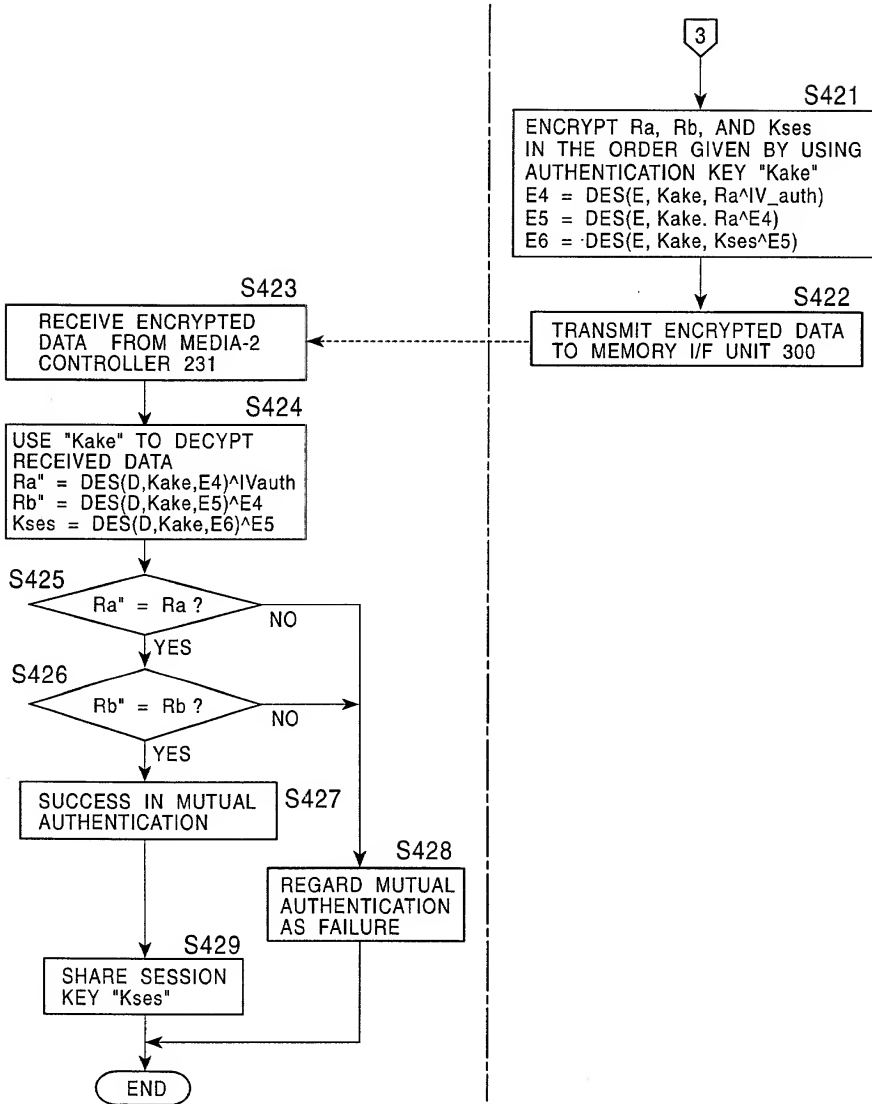 3
S421
ENCRYPT Ra, Rb, AND Kses
IN THE ORDER GIVEN BY USING
AUTHENTICATION KEY "Kake"
E4 = DES(E, Kake, Ra^IV_auth)
E5 = DES(E, Kake. Ra^E4)
E6 = DES(E, Kake, Kses^E5)
S422
TRANSMIT ENCRYPTED DATA
TO MEMORY I/F UNIT 300
S423
RECEIVE ENCRYPTED
DATA FROM MEDIA-2
CONTROLLER 231
S424
USE "Kake" TO DECYPT
RECEIVED DATA
Ra" = DES(D,Kake,E4)^IVauth
Rb" = DES(D,Kake,E5)^E4
Kses = DES(D,Kake,E6)^E5
S425
Ra" = Ra ?
NO
YES
S426
Rb" = Rb ?
NO
YES
SUCCESS IN MUTUAL
AUTHENTICATION
S427
S428
REGARD MUTUAL
AUTHENTICATION
AS FAILURE
S429
SHARE SESSION
KEY "Kses"
END